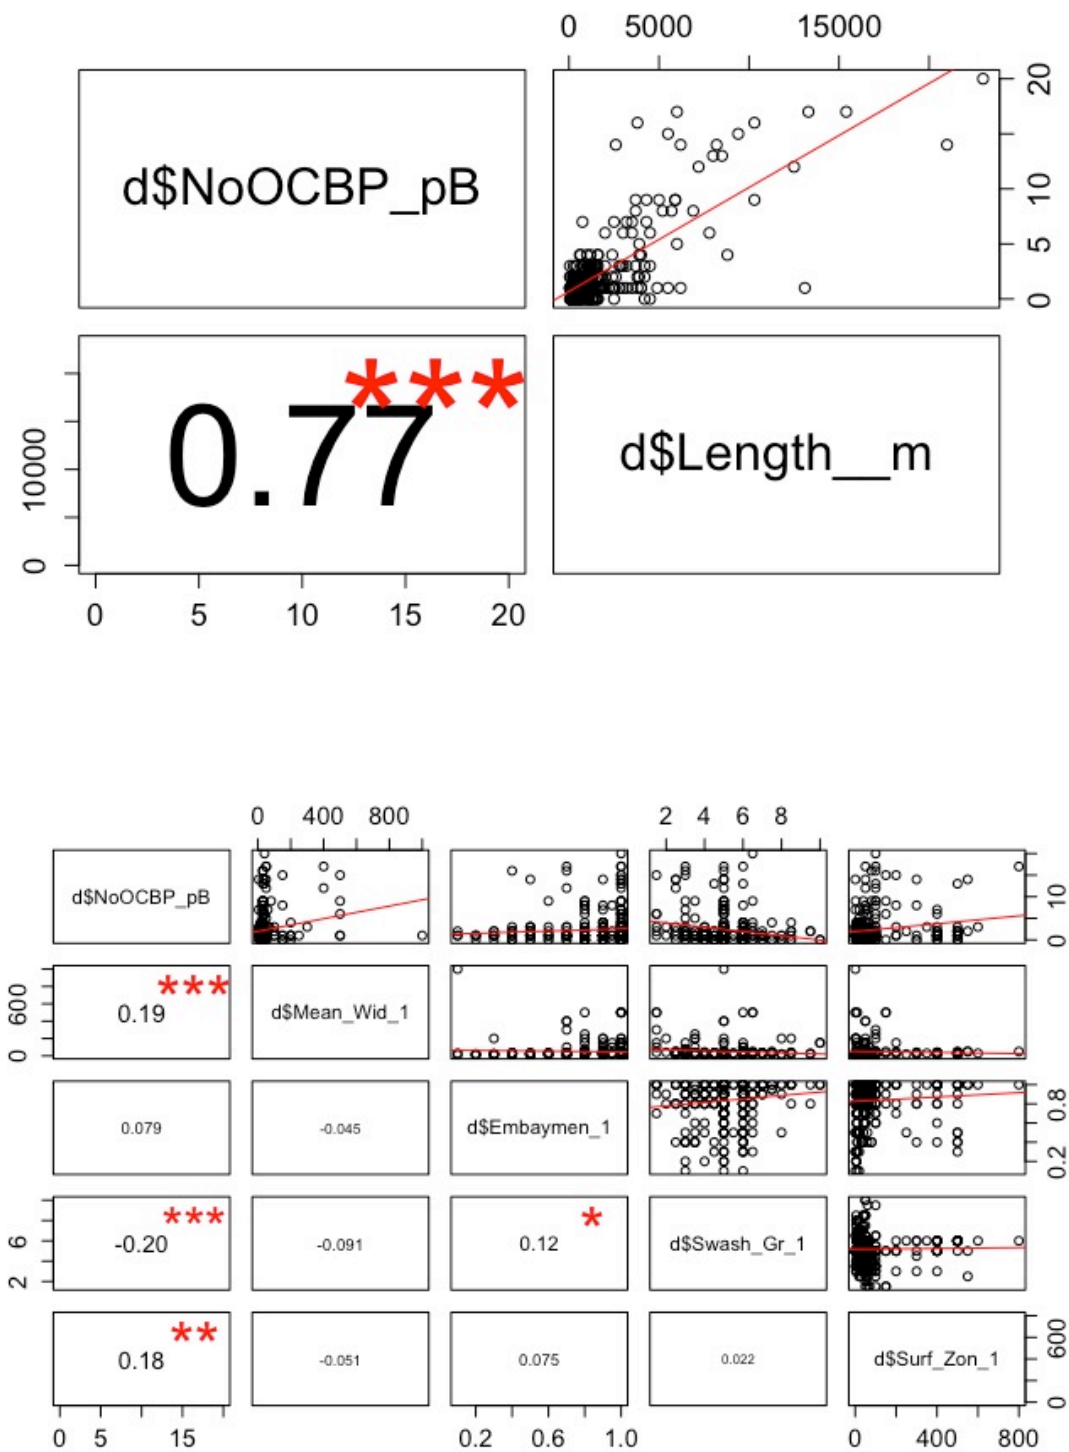 0 5000 15000
d$NoOCBP_pB
0 5 10 20
0.77***
d$Length__m
0 10000
0 5 10 15 20
0 400 800
2 4 6 8
d$NoOCBP_pB
0 10
0.19***
d$Mean_Wid_1
0 600
0.079
-0.045
d$Embaymen_1
0.2 0.8
-0.20***
-0.091
0.12*
d$Swash_Gr_1
2 6
0.18**
-0.051
0.075
0.022
d$Surf_Zon_1
0 600
0 5 15
0.2 0.6 1.0
0 400 800